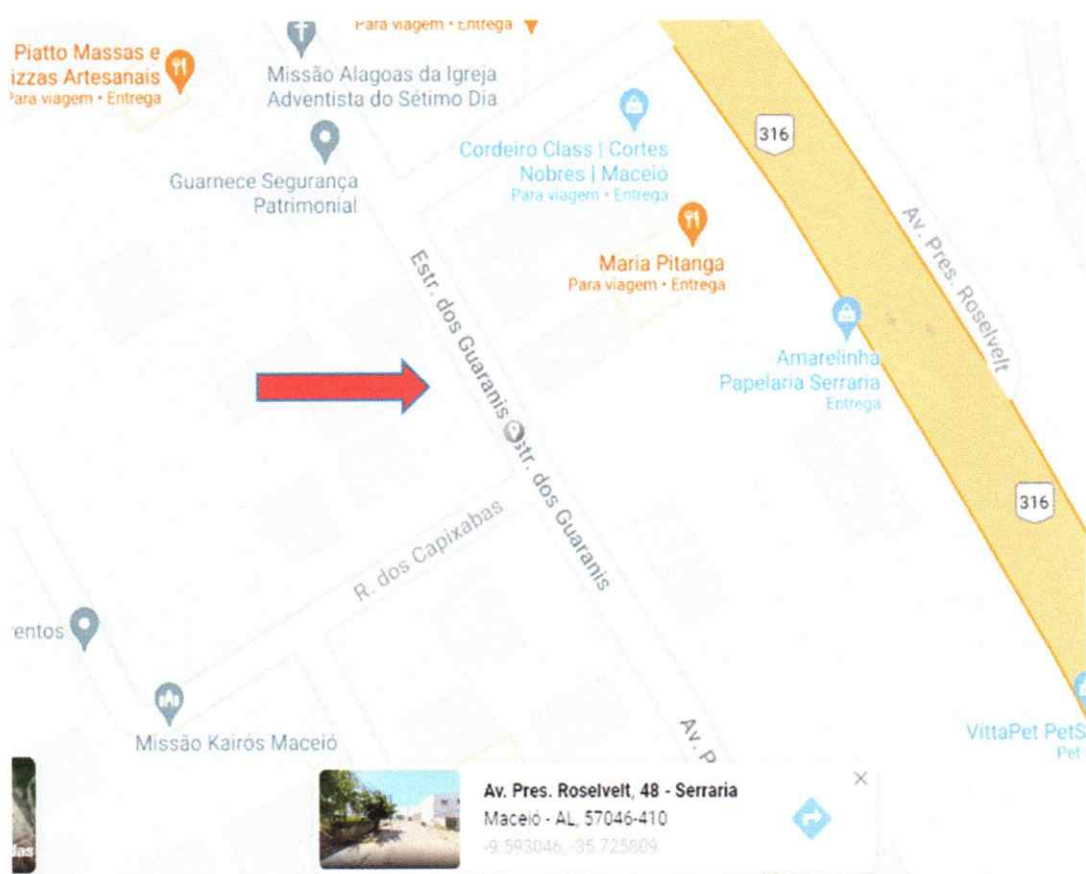 Para viagem • Entrega
Piatto Massas e
izzas Artesanais
Para viagem • Entrega
Missão Alagoas da Igreja
Adventista do Sétimo Dia
Guarnece Segurança
Patrimonial
Cordeiro Class | Cortes
Nobres | Maceió
Para viagem • Entrega
316
Maria Pitanga
Para viagem • Entrega
Av. Pres. Roselvelt
Amarelinha
Papelaria Serraria
Entrega
Estr. dos Guaranis
Estr. dos Guaranis
R. dos Capixabas
316
entos
Missão Kairós Maceió
Av. P
VittaPet PetS
Pet
Av. Pres. Roselvelt, 48 - Serraria
Maceió - AL, 57046-410
-9.593046, -35.725809
las